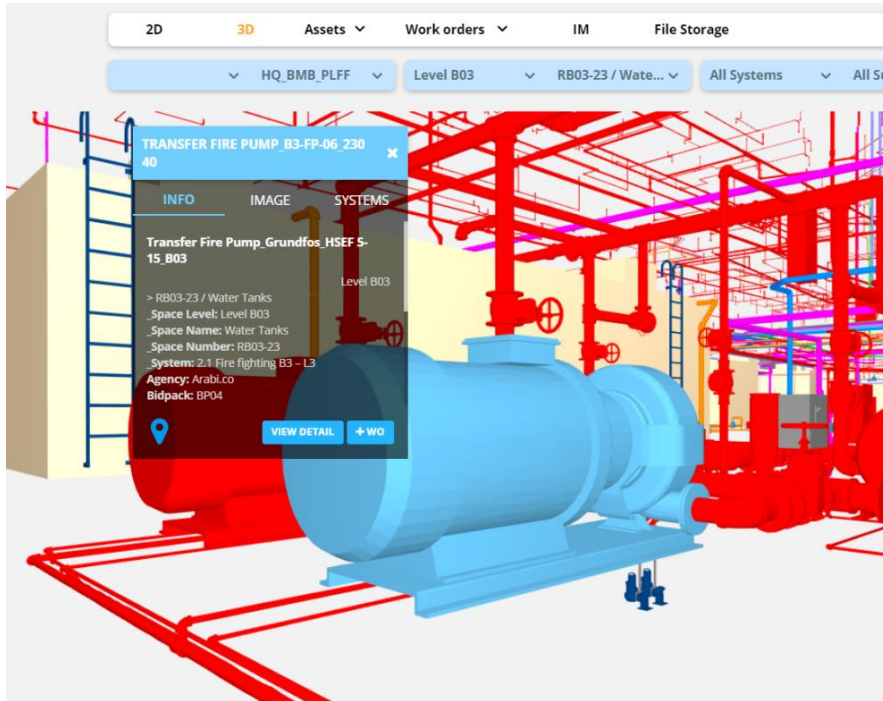 2D 3D Assets Work orders IM File Storage
HQ_BMB_PLFF Level B03 RB03-23 / Wate... All Systems All
TRANSFER FIRE PUMP_B3-FP-06_230
40
INFO IMAGE SYSTEMS
Transfer Fire Pump_Grundfos_HSEF 5-
15_B03
Level B03
> RB03-23 / Water Tanks
_Space Level: Level B03
_Space Name: Water Tanks
_Space Number: RB03-23
_System: 2.1 Fire fighting B3 – L3
Agency: Arabi.co
Bidpack: BP04
VIEW DETAIL + WO